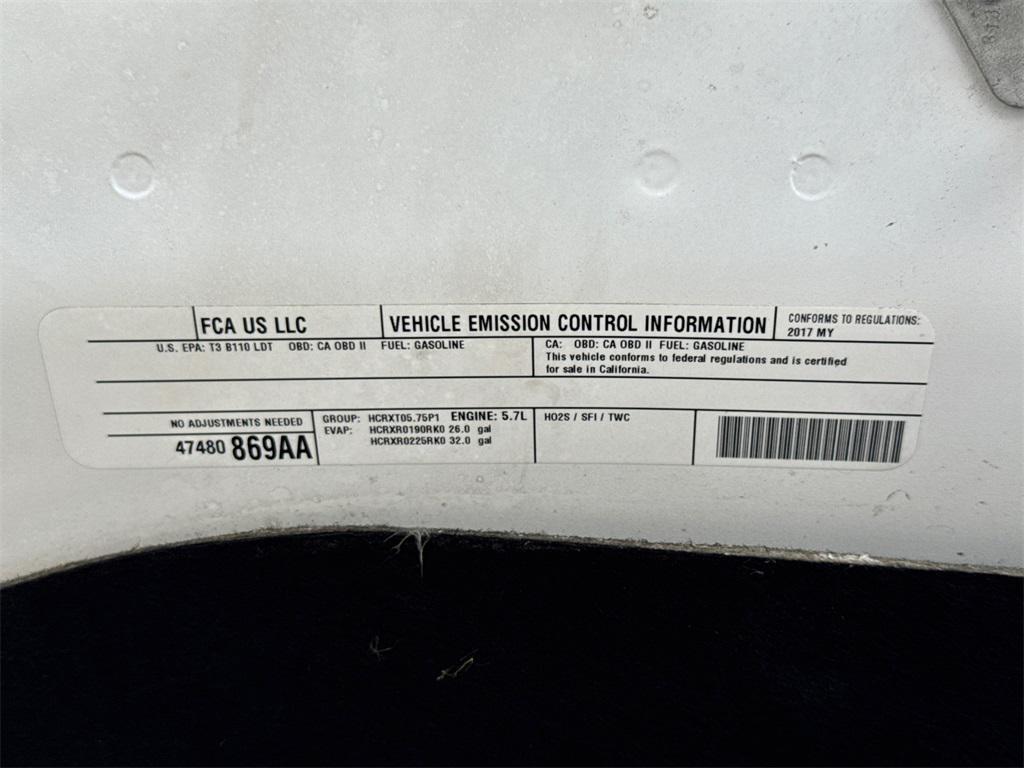 FCA US LLC
VEHICLE EMISSION CONTROL INFORMATION
CONFORMS TO REGULATIONS:
2017 MY
U.S. EPA: T3 B110 LDT OBD: CA OBD II FUEL: GASOLINE
CA: OBD: CA OBD II FUEL: GASOLINE
This vehicle conforms to federal regulations and is certified
for sale in California.
NO ADJUSTMENTS NEEDED
47480 869AA
GROUP: HCRXT05.75P1 ENGINE: 5.7L
EVAP: HCRXR0190RK0 26.0 gal
HCRXR0225RK0 32.0 gal
HO2S / SFI / TWC